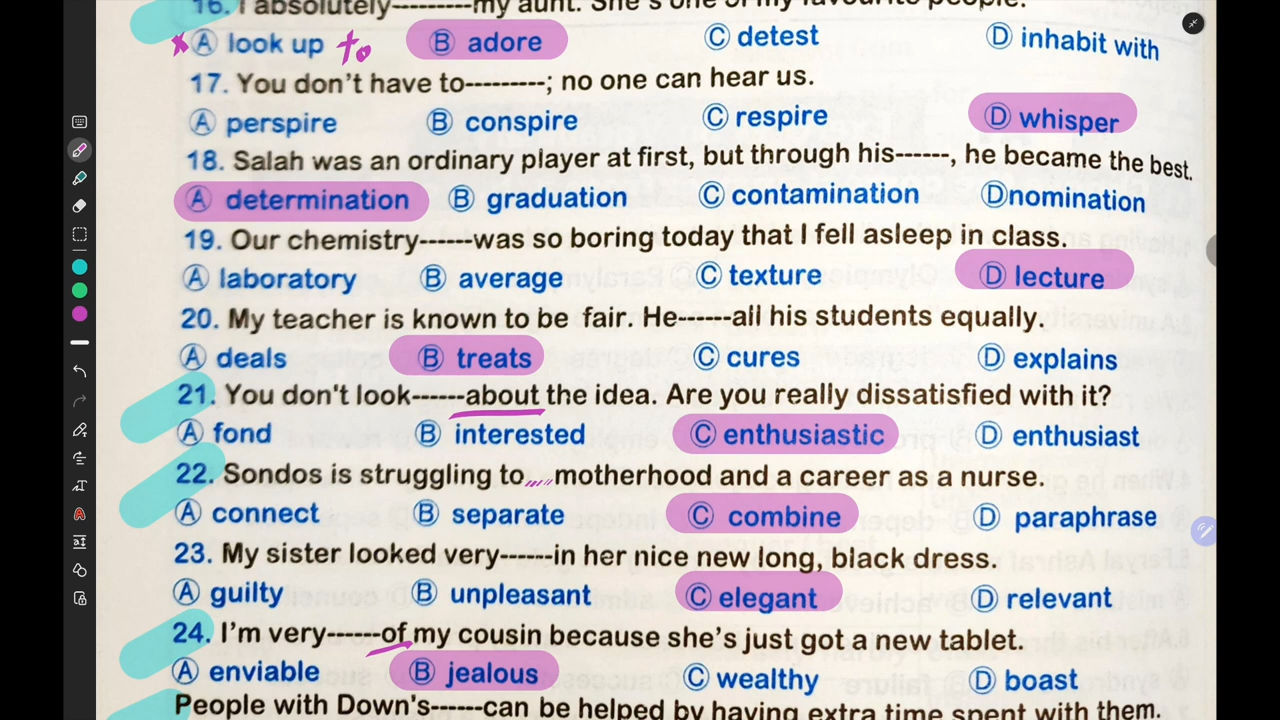 16. I absolutely---------my aunt. She's one of my favourite people.
A look up to B adore C detest D inhabit with
17. You don't have to---------; no one can hear us.
A perspire B conspire C respire D whisper
18. Salah was an ordinary player at first, but through his------, he became the best.
A determination B graduation C contamination D nomination
19. Our chemistry------was so boring today that I fell asleep in class.
A laboratory B average C texture D lecture
20. My teacher is known to be fair. He------all his students equally.
A deals B treats C cures D explains
21. You don't look------about the idea. Are you really dissatisfied with it?
A fond B interested C enthusiastic D enthusiast
22. Sondos is struggling to motherhood and a career as a nurse.
A connect B separate C combine D paraphrase
23. My sister looked very------in her nice new long, black dress.
A guilty B unpleasant C elegant D relevant
24. I'm very------of my cousin because she's just got a new tablet.
A enviable B jealous C wealthy D boast
People with Down's------can be helped by having extra time spent with them.